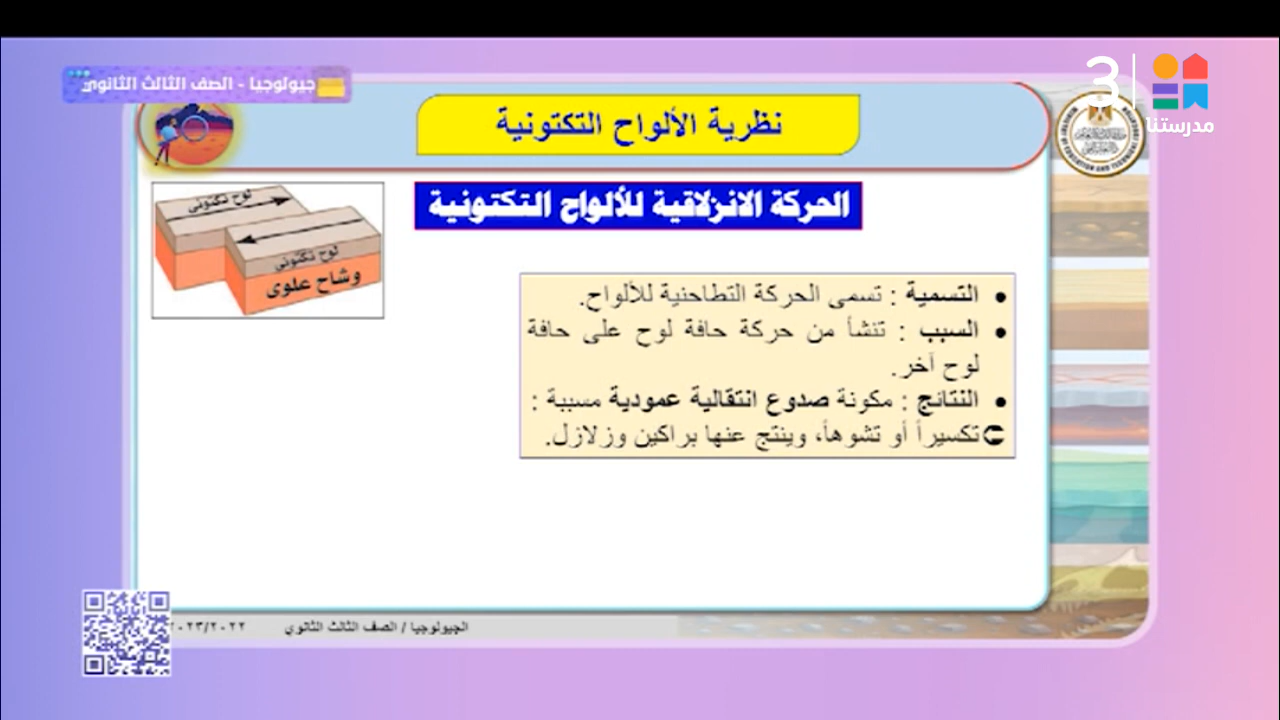 جيولوجيا - الصف الثالث الثانوي
3
مدرستنا
نظرية الألواح التكتونية
الحركة الانزلاقية للألواح التكتونية
لوح تكتوني
لوح تكتوني
وشاح علوى
• التسمية : تسمى الحركة التطاحنية للألواح.
• السبب : تنشأ من حركة حافة لوح على حافة
لوح آخر.
• النتائج : مكونة صدوع انتقالية عمودية مسببة :
تكسيراً أو تشوهاً، وينتج عنها براكين وزلازل.
الجيولوجيا / الصف الثالث الثانوي
٢٠٢٣/٢٠٢٢